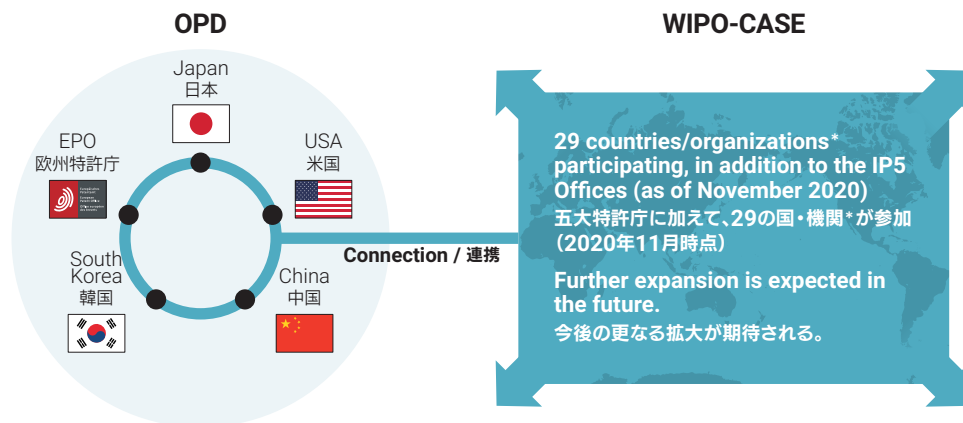 OPD
WIPO-CASE
Japan
日本
EPO
欧州特許庁
USA
米国
South
Korea
韓国
China
中国
Connection / 連携
29 countries/organizations*
participating, in addition to the IP5
Offices (as of November 2020)
五大特許庁に加えて、29の国・機関*が参加
（2020年11月時点）
Further expansion is expected in
the future.
今後の更なる拡大が期待される。